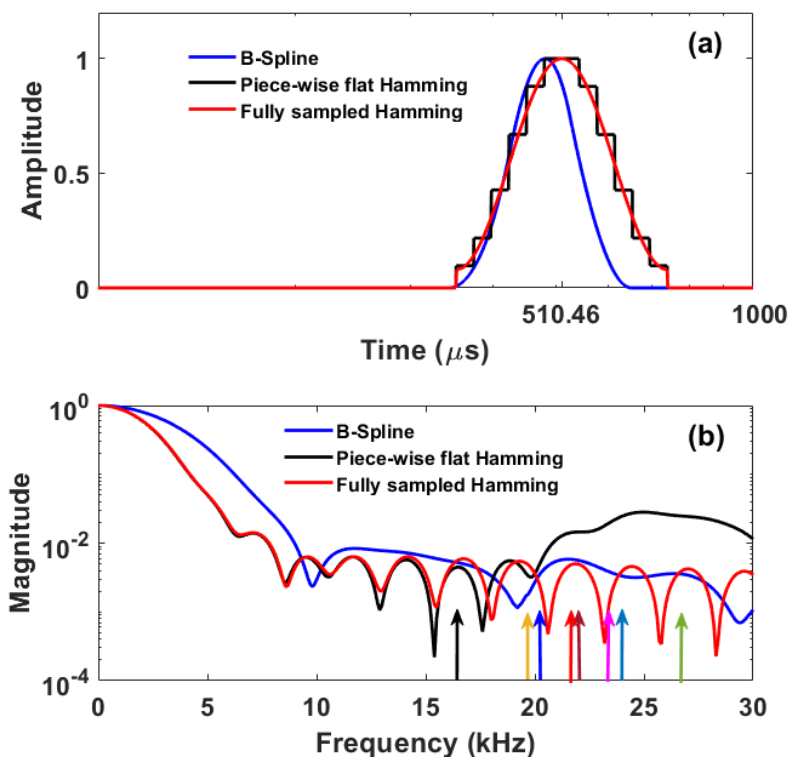 (a)
B-Spline
Piece-wise flat Hamming
Fully sampled Hamming
Amplitude
1
0.5
0
510.46
1000
Time (μs)
(b)
B-Spline
Piece-wise flat Hamming
Fully sampled Hamming
Magnitude
10^0
10^-2
10^-4
0 5 10 15 20 25 30
Frequency (kHz)